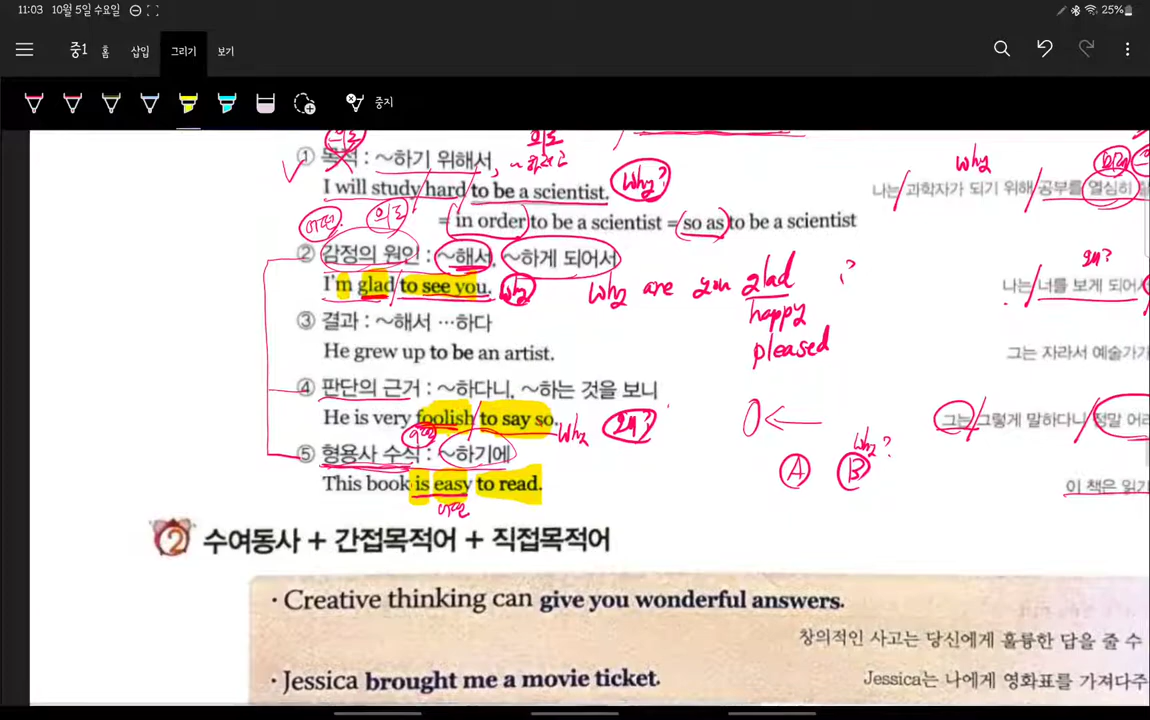 11:03 10월 5일 수요일 25%
중1 홈 삽입 그리기 보기
중지
① 목적 : ~하기 위해서, ~하려고
why
I will study hard to be a scientist. Why?
나는 과학자가 되기 위해 공부를 열심히
= in order to be a scientist = so as to be a scientist
② 감정의 원인 : ~해서, ~하게 되어서
I'm glad to see you. why Why are you glad ?
나는 너를 보게 되어서
happy
③ 결과 : ~해서 …하다
pleased
He grew up to be an artist.
그는 자라서 예술가가
④ 판단의 근거 : ~하다니, ~하는 것을 보니
He is very foolish to say so. Why 왜?
그는 그렇게 말하다니 정말 어리
⑤ 형용사 수식 : ~하기에
A B why?
This book is easy to read.
이 책은 읽기
2 수여동사 + 간접목적어 + 직접목적어
· Creative thinking can give you wonderful answers.
창의적인 사고는 당신에게 훌륭한 답을 줄 수
· Jessica brought me a movie ticket.
Jessica는 나에게 영화표를 가져다주